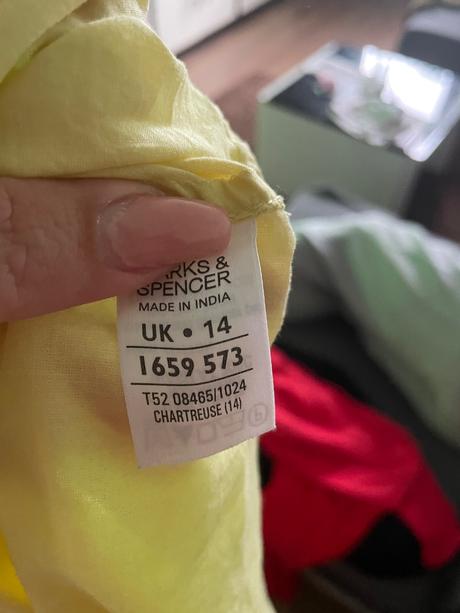 RKS &
SPENCER
MADE IN INDIA
UK • 14
1659 573
T52 08465/1024
CHARTREUSE (14)